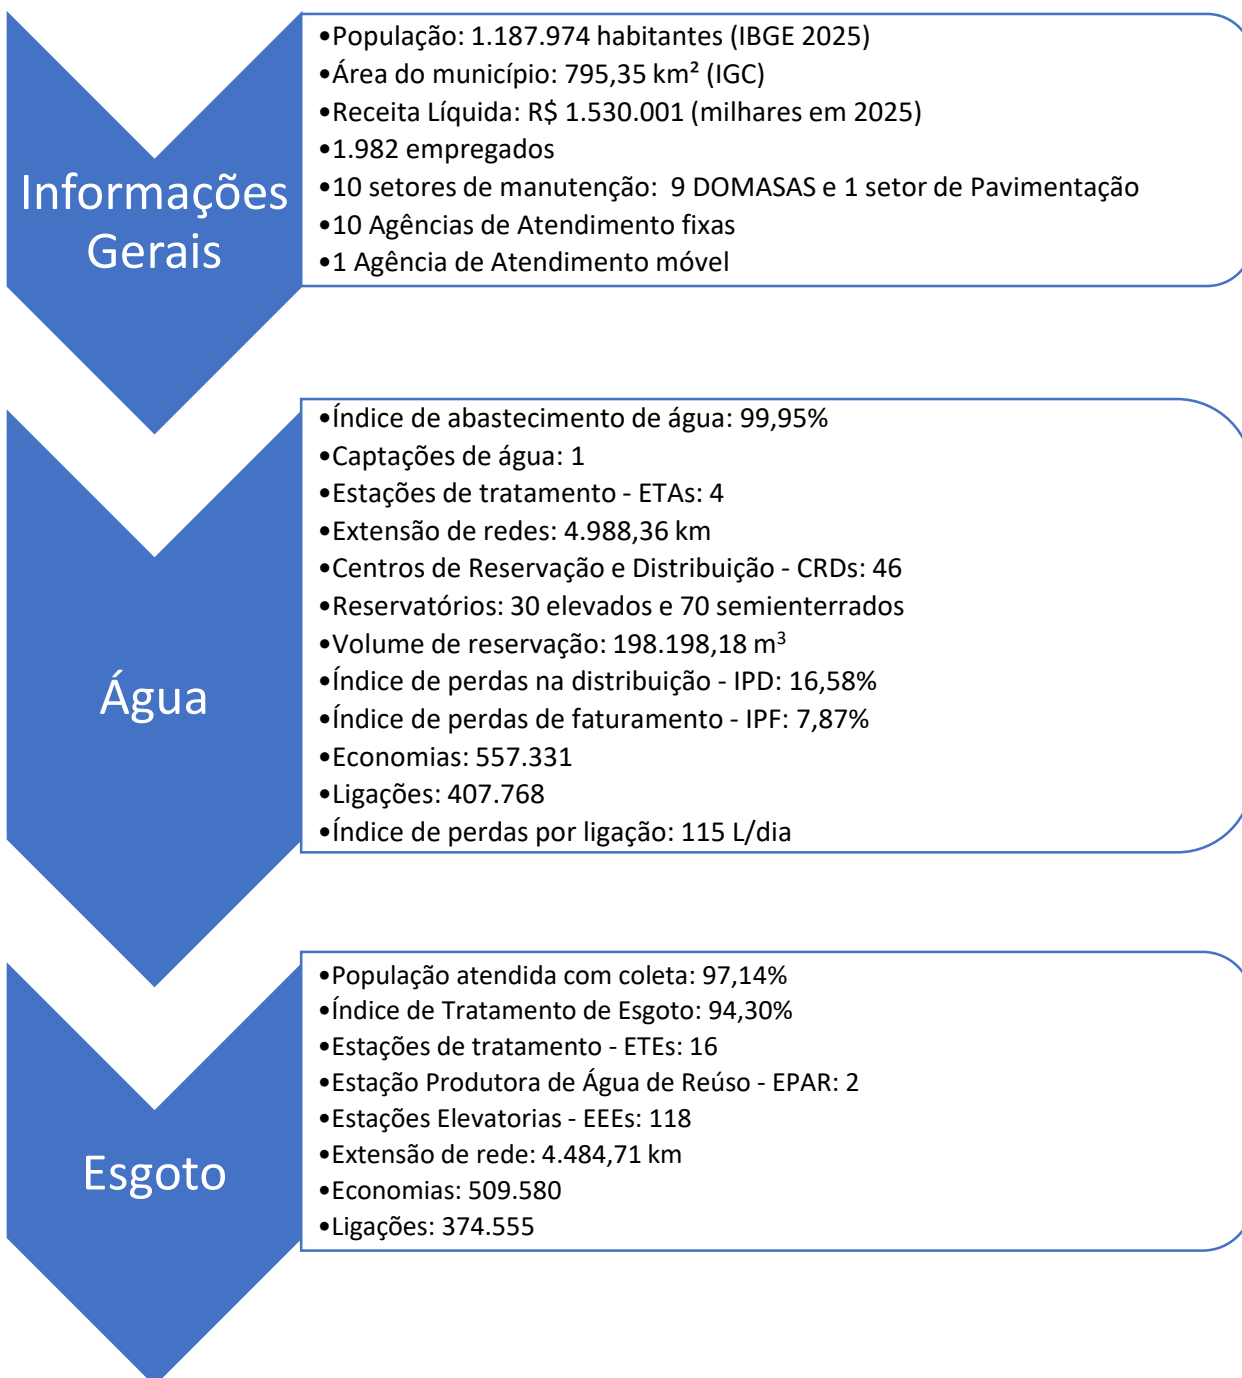 Informações
Gerais
•População: 1.187.974 habitantes (IBGE 2025)
•Área do município: 795,35 km² (IGC)
•Receita Líquida: R$ 1.530.001 (milhares em 2025)
•1.982 empregados
•10 setores de manutenção:  9 DOMASAS e 1 setor de Pavimentação
•10 Agências de Atendimento fixas
•1 Agência de Atendimento móvel
Água
•Índice de abastecimento de água: 99,95%
•Captações de água: 1
•Estações de tratamento - ETAs: 4
•Extensão de redes: 4.988,36 km
•Centros de Reservação e Distribuição - CRDs: 46
•Reservatórios: 30 elevados e 70 semienterrados
•Volume de reservação: 198.198,18 m³
•Índice de perdas na distribuição - IPD: 16,58%
•Índice de perdas de faturamento - IPF: 7,87%
•Economias: 557.331
•Ligações: 407.768
•Índice de perdas por ligação: 115 L/dia
Esgoto
•População atendida com coleta: 97,14%
•Índice de Tratamento de Esgoto: 94,30%
•Estações de tratamento - ETEs: 16
•Estação Produtora de Água de Reúso - EPAR: 2
•Estações Elevatorias - EEEs: 118
•Extensão de rede: 4.484,71 km
•Economias: 509.580
•Ligações: 374.555